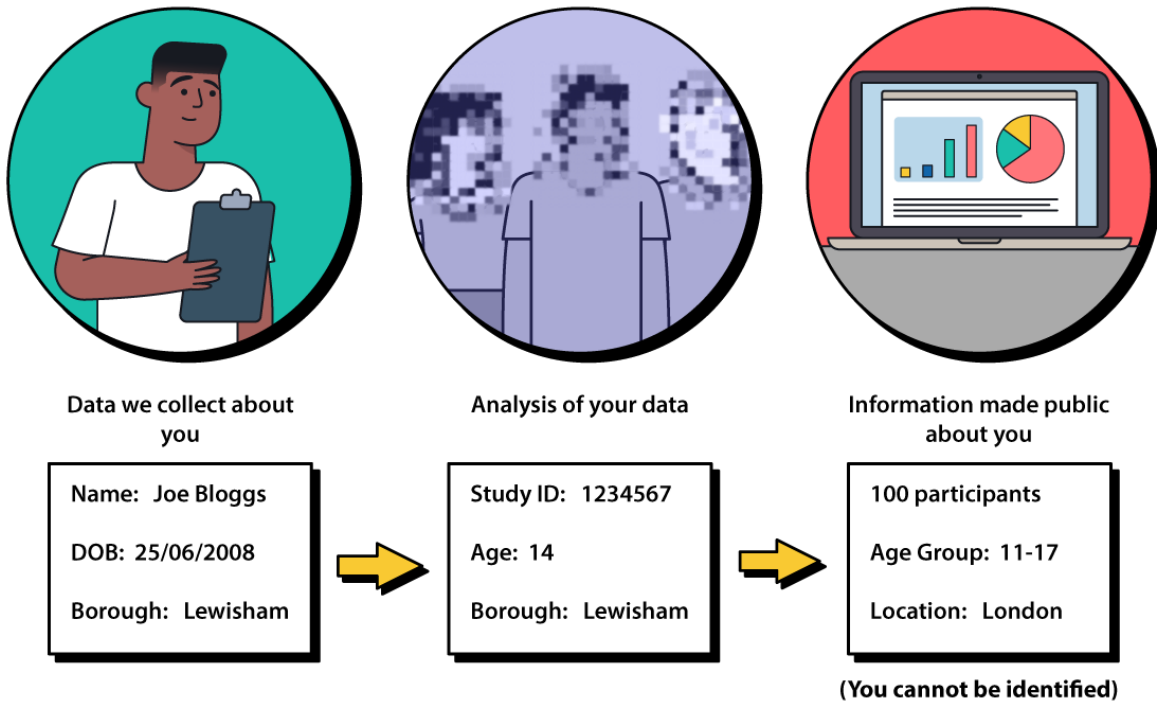 Data we collect about
you
Name: Joe Bloggs
DOB: 25/06/2008
Borough: Lewisham
Analysis of your data
Study ID: 1234567
Age: 14
Borough: Lewisham
Information made public
about you
100 participants
Age Group: 11-17
Location: London
(You cannot be identified)